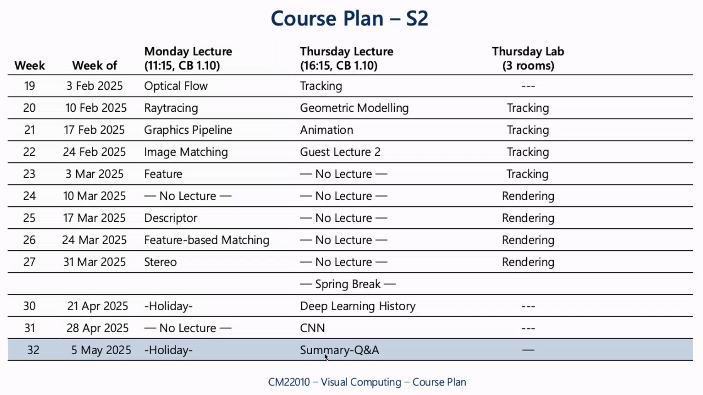 Course Plan – S2
Week Week of Monday Lecture (11:15, CB 1.10) Thursday Lecture (16:15, CB 1.10) Thursday Lab (3 rooms)
19 3 Feb 2025 Optical Flow Tracking ---
20 10 Feb 2025 Raytracing Geometric Modelling Tracking
21 17 Feb 2025 Graphics Pipeline Animation Tracking
22 24 Feb 2025 Image Matching Guest Lecture 2 Tracking
23 3 Mar 2025 Feature — No Lecture — Tracking
24 10 Mar 2025 — No Lecture — — No Lecture — Rendering
25 17 Mar 2025 Descriptor — No Lecture — Rendering
26 24 Mar 2025 Feature-based Matching — No Lecture — Rendering
27 31 Mar 2025 Stereo — No Lecture — Rendering
— Spring Break —
30 21 Apr 2025 -Holiday- Deep Learning History ---
31 28 Apr 2025 — No Lecture — CNN ---
32 5 May 2025 -Holiday- Summary-Q&A —
CM22010 – Visual Computing – Course Plan